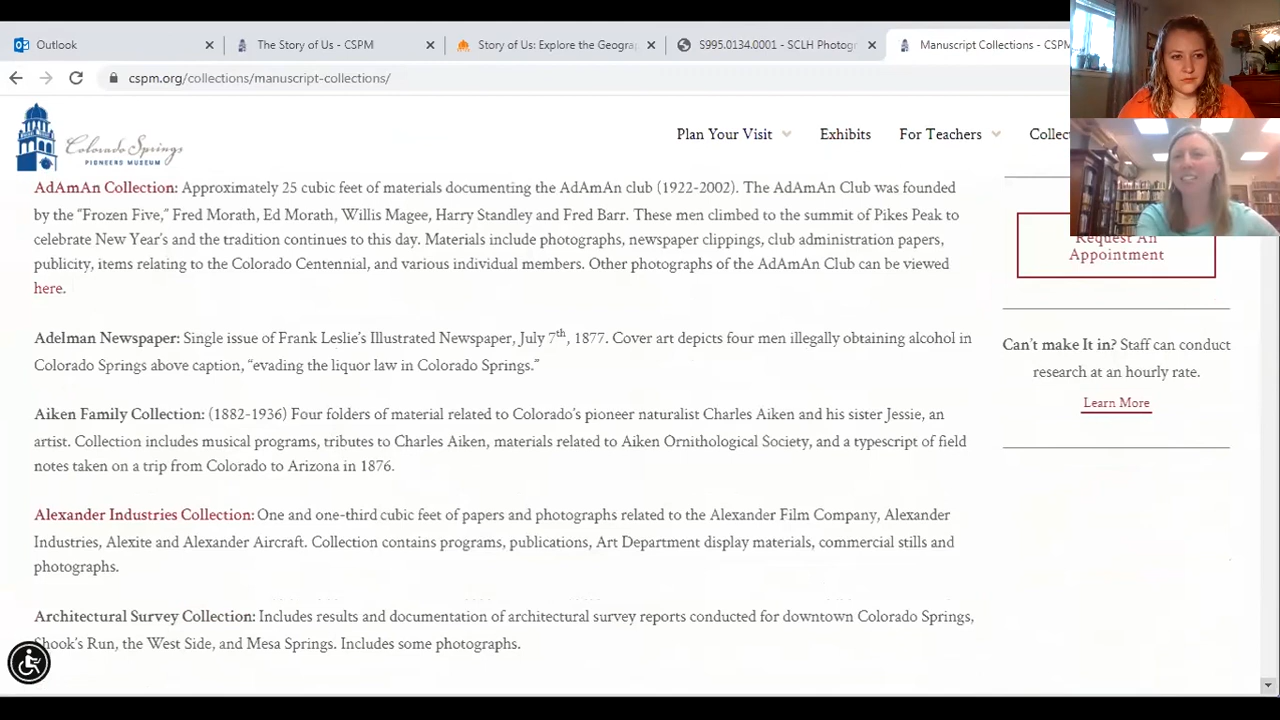 Outlook
The Story of Us - CSPM
Story of Us: Explore the Geogra
S995.0134.0001 - SCLH Photogr
Manuscript Collections - CSPM
cspm.org/collections/manuscript-collections/
Colorado Springs
PIONEERS MUSEUM
Plan Your Visit
Exhibits
For Teachers
Collec
AdAmAn Collection: Approximately 25 cubic feet of materials documenting the AdAmAn club (1922-2002). The AdAmAn Club was founded
by the “Frozen Five,” Fred Morath, Ed Morath, Willis Magee, Harry Standley and Fred Barr. These men climbed to the summit of Pikes Peak to
celebrate New Year’s and the tradition continues to this day. Materials include photographs, newspaper clippings, club administration papers,
publicity, items relating to the Colorado Centennial, and various individual members. Other photographs of the AdAmAn Club can be viewed
here.
Adelman Newspaper: Single issue of Frank Leslie’s Illustrated Newspaper, July 7th, 1877. Cover art depicts four men illegally obtaining alcohol in
Colorado Springs above caption, “evading the liquor law in Colorado Springs.”
Aiken Family Collection: (1882-1936) Four folders of material related to Colorado’s pioneer naturalist Charles Aiken and his sister Jessie, an
artist. Collection includes musical programs, tributes to Charles Aiken, materials related to Aiken Ornithological Society, and a typescript of field
notes taken on a trip from Colorado to Arizona in 1876.
Alexander Industries Collection: One and one-third cubic feet of papers and photographs related to the Alexander Film Company, Alexander
Industries, Alexite and Alexander Aircraft. Collection contains programs, publications, Art Department display materials, commercial stills and
photographs.
Architectural Survey Collection: Includes results and documentation of architectural survey reports conducted for downtown Colorado Springs,
Shook’s Run, the West Side, and Mesa Springs. Includes some photographs.
Request An
Appointment
Can’t make It in? Staff can conduct
research at an hourly rate.
Learn More